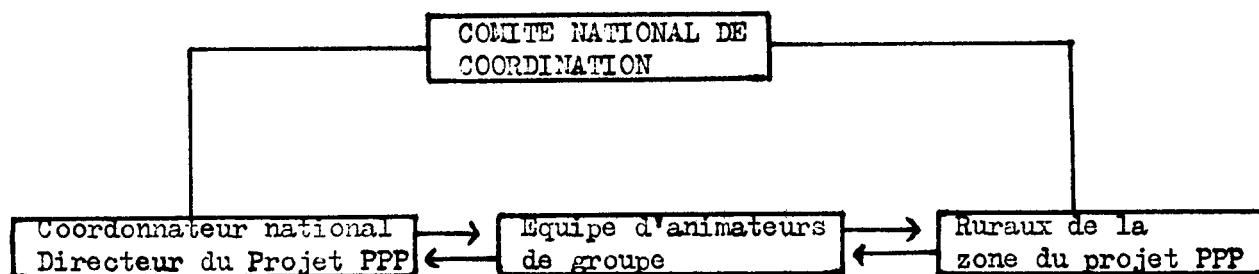 COMITE NATIONAL DE
COORDINATION
Coordonnateur national
Directeur du Projet PPP
Equipe d'animateurs
de groupe
Ruraux de la
zone du projet PPP